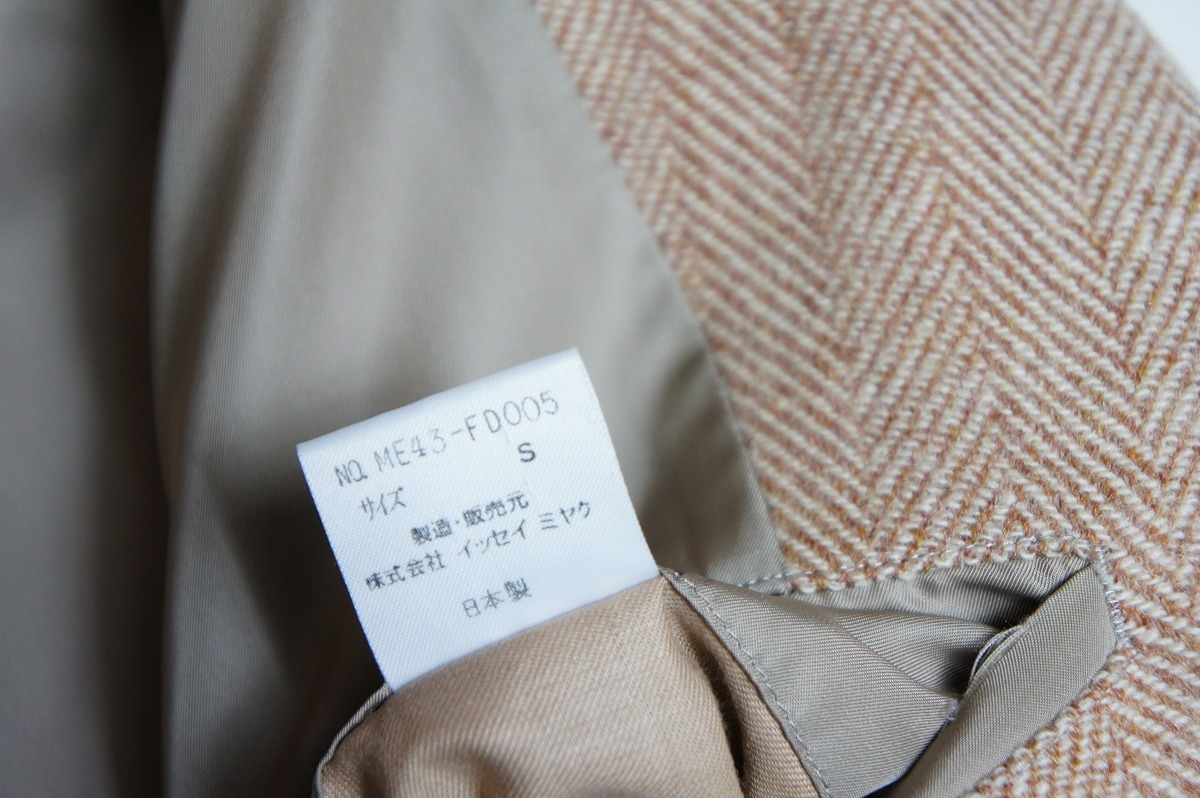 NO. ME43-FD005
サイズ S
製造・販売元
株式会社 イッセイ ミヤケ
日本製